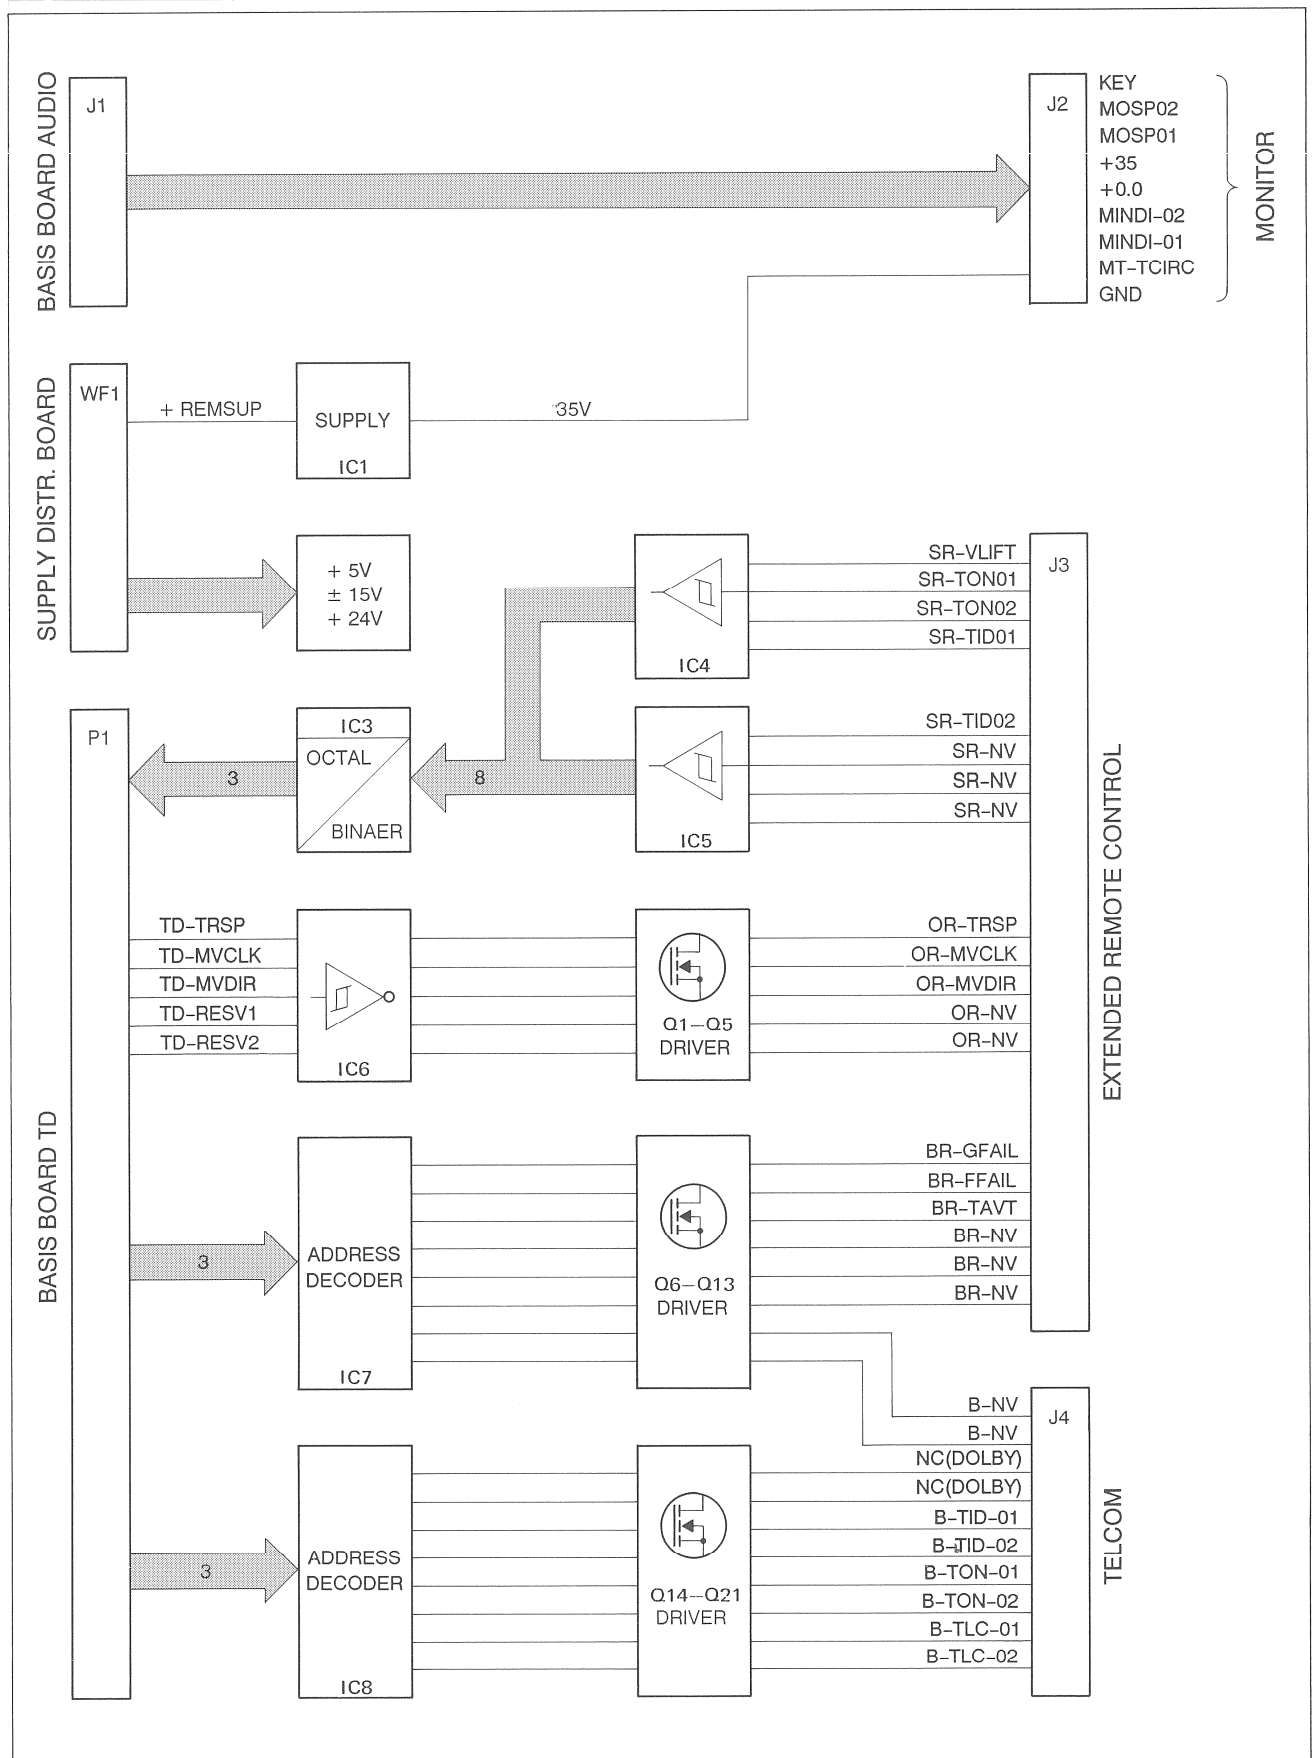 BASIS BOARD AUDIO
J1
J2
KEY
MOSP02
MOSP01
+35
+0.0
MINDI-02
MINDI-01
MT-TCIRC
GND
MONITOR
SUPPLY DISTR. BOARD
WF1
+ REMSUP
SUPPLY
IC1
35V
+ 5V
± 15V
+ 24V
IC4
SR-VLIFT
SR-TON01
SR-TON02
SR-TID01
J3
EXTENDED REMOTE CONTROL
BASIS BOARD TD
P1
3
IC3
OCTAL
BINAER
8
IC5
SR-TID02
SR-NV
SR-NV
SR-NV
TD-TRSP
TD-MVCLK
TD-MVDIR
TD-RESV1
TD-RESV2
IC6
Q1-Q5
DRIVER
OR-TRSP
OR-MVCLK
OR-MVDIR
OR-NV
OR-NV
3
ADDRESS
DECODER
IC7
Q6-Q13
DRIVER
BR-GFAIL
BR-FFAIL
BR-TAVT
BR-NV
BR-NV
BR-NV
3
ADDRESS
DECODER
IC8
Q14-Q21
DRIVER
B-NV
B-NV
NC(DOLBY)
NC(DOLBY)
B-TID-01
B-TID-02
B-TON-01
B-TON-02
B-TLC-01
B-TLC-02
J4
TELCOM